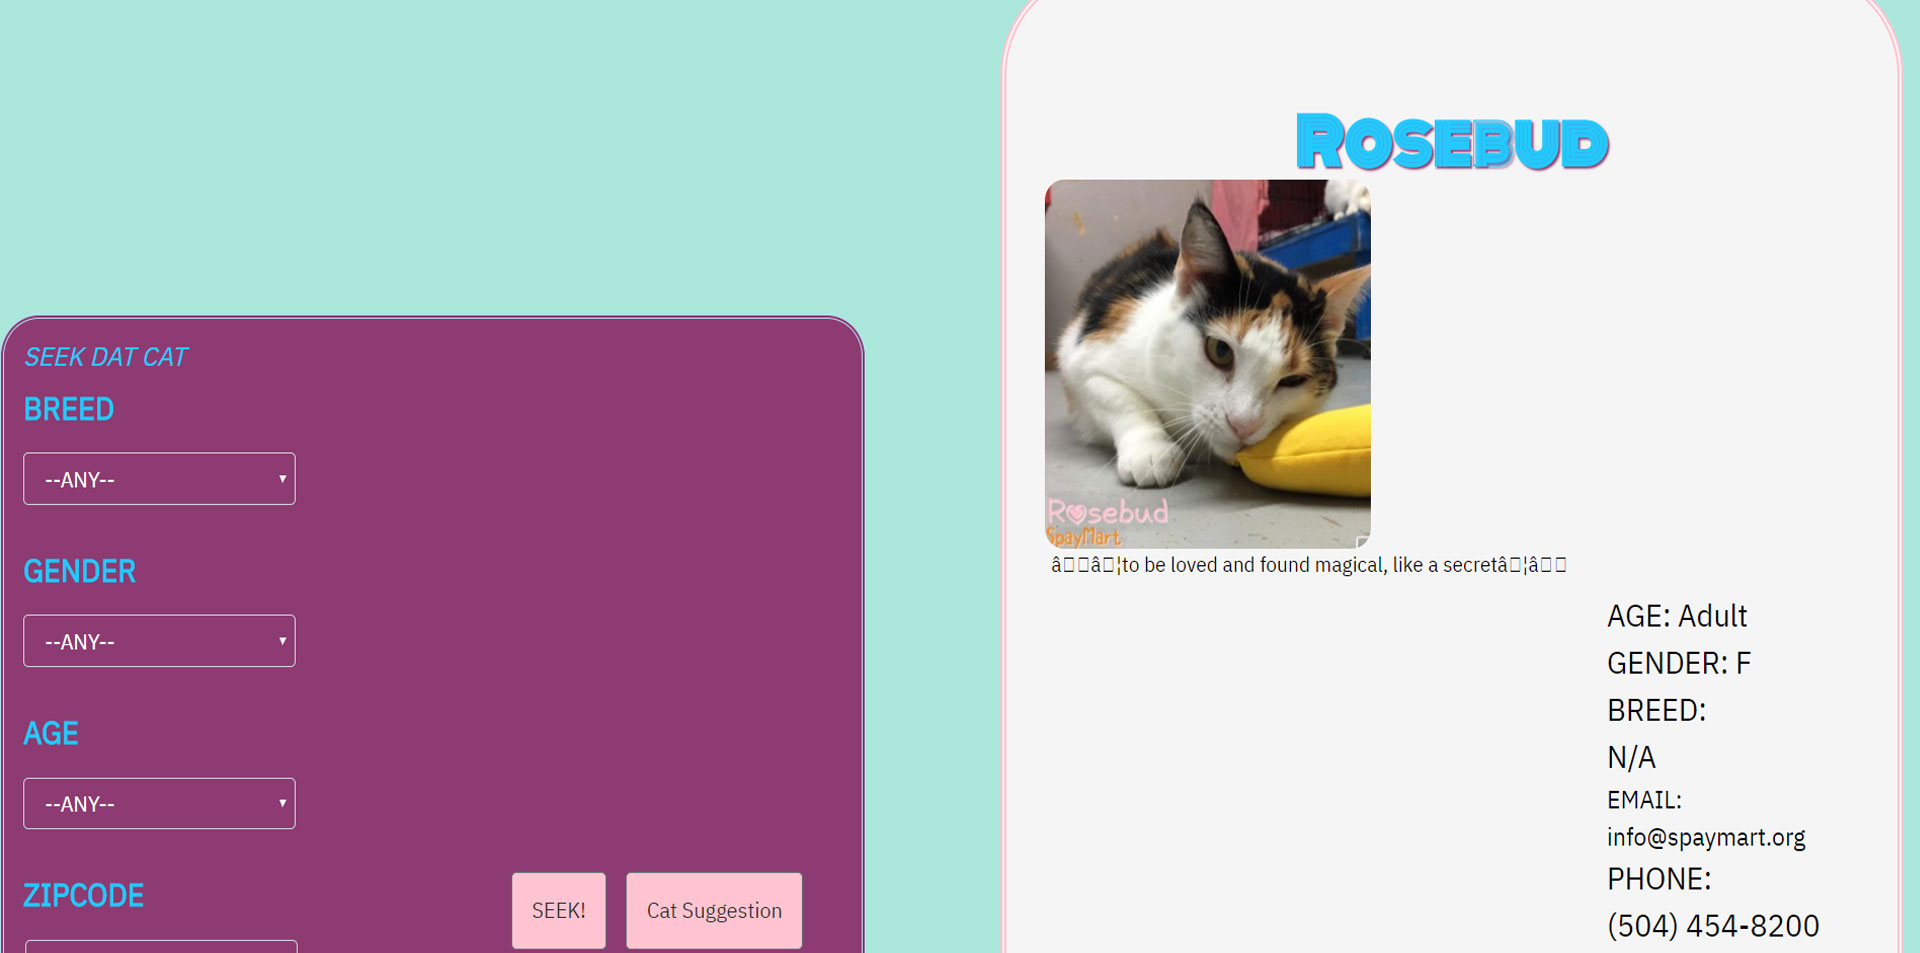 SEEK DAT CAT
BREED
--ANY--
GENDER
--ANY--
AGE
--ANY--
ZIPCODE
SEEK!
Cat Suggestion
ROSEBUD
Rosebud
SpayMart
â□□â□¦to be loved and found magical, like a secretâ□¦â□□
AGE: Adult
GENDER: F
BREED:
N/A
EMAIL:
info@spaymart.org
PHONE:
(504) 454-8200